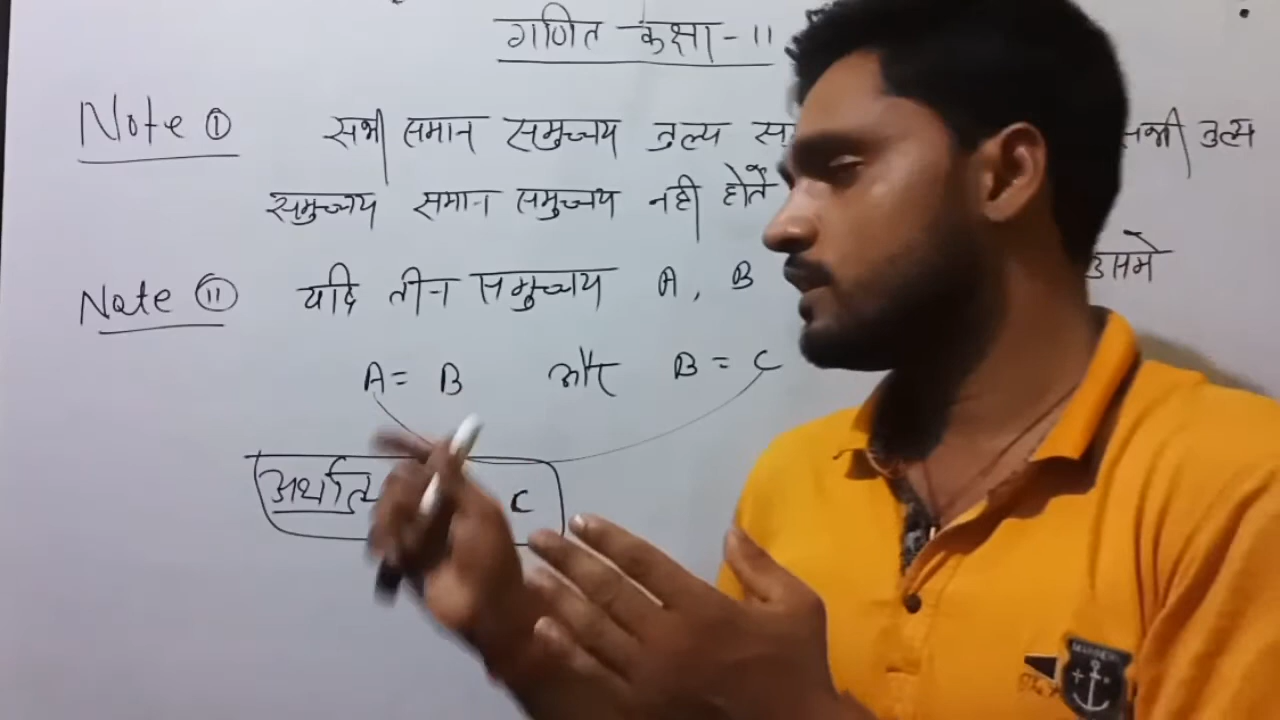 गणित कक्षा - 11
Note ① सभी समान समुच्चय तुल्य सभी तुल्य
समुच्चय समान समुच्चय नही होते
Note ⑪ यदि तीन समुच्चय A, B उसमे
A = B और B = C
अर्थात C